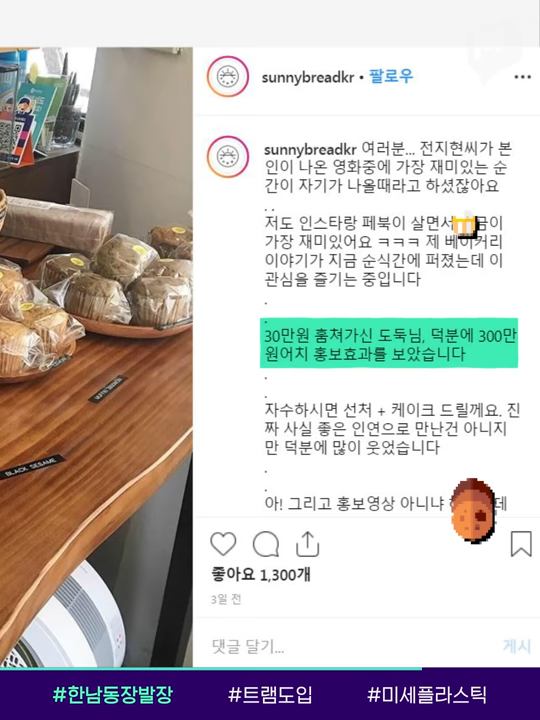 sunnybreadkr • 팔로우
sunnybreadkr 여러분... 전지현씨가 본
인이 나온 영화중에 가장 재미있는 순
간이 자기가 나올때라고 하셨잖아요
. .
저도 인스타랑 페북이 살면서
가장 재미있어요 ㅋㅋㅋ 제 베이커리
이야기가 지금 순식간에 퍼졌는데 이
관심을 즐기는 중입니다
.
.
30만원 훔쳐가신 도둑님, 덕분에 300만
원어치 홍보효과를 보았습니다
.
.
자수하시면 선처 + 케이크 드릴께요. 진
짜 사실 좋은 인연으로 만난건 아니지
만 덕분에 많이 웃었습니다
.
.
아! 그리고 홍보영상 아니냐
좋아요 1,300개
3일 전
댓글 달기...
게시
BLACK SESAME
#한남동장발장
#트램도입
#미세플라스틱